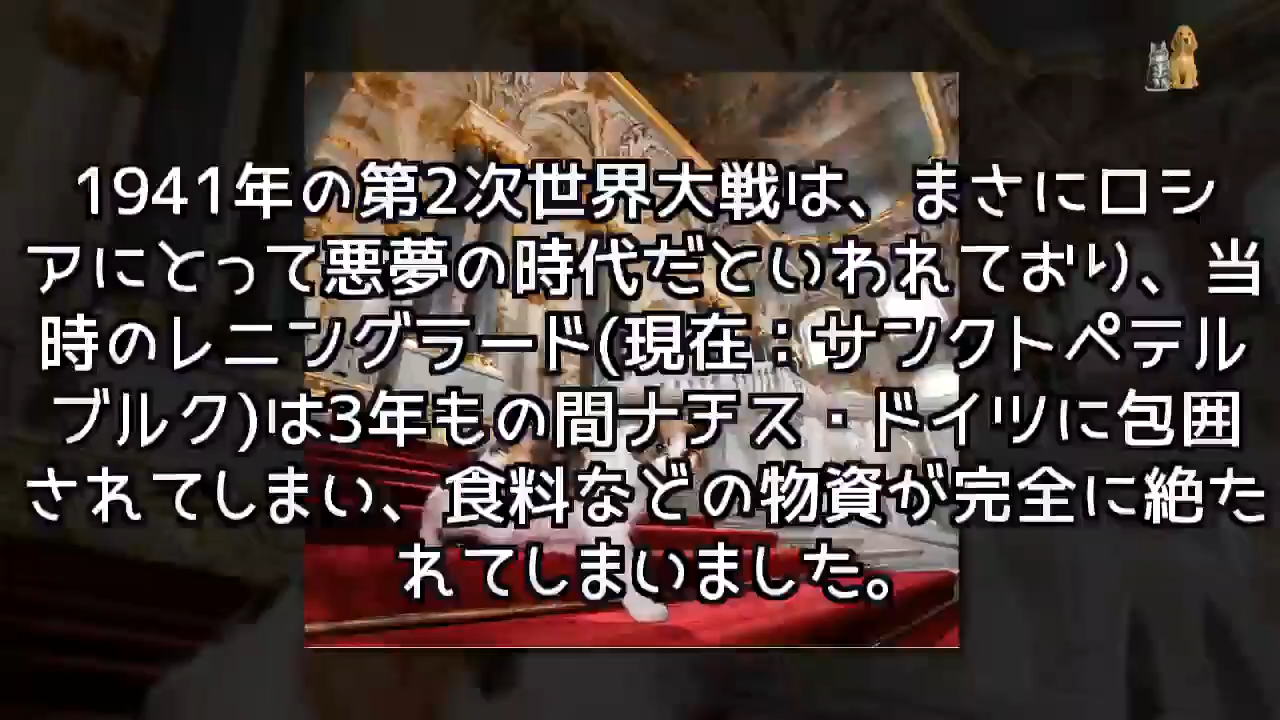 1941年の第2次世界大戦は、まさにロシ
アにとって悪夢の時代だといわれており、当
時のレニングラード(現在：サンクトペテル
ブルク)は3年もの間ナチス・ドイツに包囲
されてしまい、食料などの物資が完全に絶た
れてしまいました。